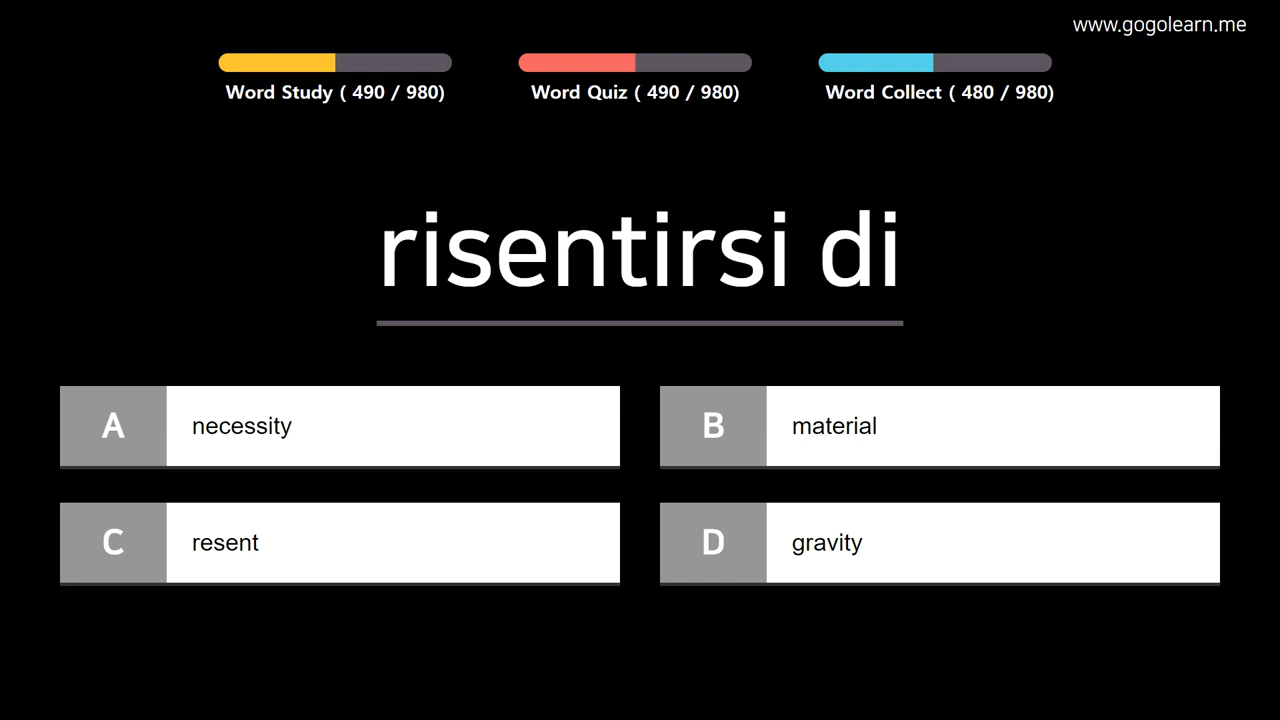 www.gogolearn.me
Word Study ( 490 / 980)
Word Quiz ( 490 / 980)
Word Collect ( 480 / 980)
risentirsi di
A necessity
B material
C resent
D gravity